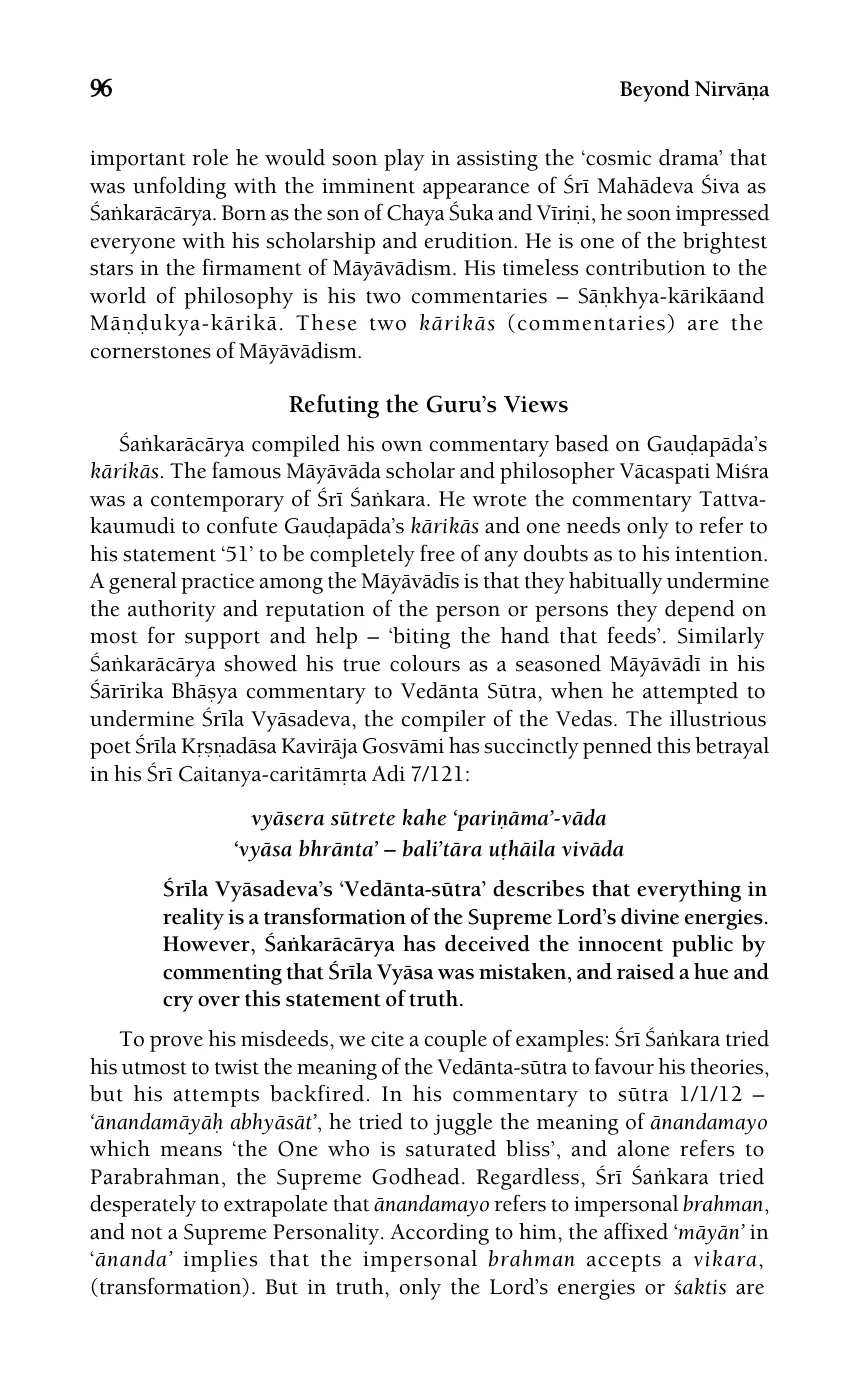 96
Beyond Nirvāṇa
important role he would soon play in assisting the ‘cosmic drama’ that
was unfolding with the imminent appearance of Śrī Mahādeva Śiva as
Śaṅkarācārya. Born as the son of Chaya Śuka and Vīriṇi, he soon impressed
everyone with his scholarship and erudition. He is one of the brightest
stars in the firmament of Māyāvādism. His timeless contribution to the
world of philosophy is his two commentaries – Sāṇkhya-kārikāand
Māṇḍukya-kārikā. These two kārikās (commentaries) are the
cornerstones of Māyāvādism.
Refuting the Guru’s Views
Śaṅkarācārya compiled his own commentary based on Gauḍapāda’s
kārikās. The famous Māyāvāda scholar and philosopher Vācaspati Miśra
was a contemporary of Śrī Śaṅkara. He wrote the commentary Tattva-
kaumudi to confute Gauḍapāda’s kārikās and one needs only to refer to
his statement ‘51’ to be completely free of any doubts as to his intention.
A general practice among the Māyāvādīs is that they habitually undermine
the authority and reputation of the person or persons they depend on
most for support and help – ‘biting the hand that feeds’. Similarly
Śaṅkarācārya showed his true colours as a seasoned Māyāvādī in his
Śārīrika Bhāṣya commentary to Vedānta Sūtra, when he attempted to
undermine Śrīla Vyāsadeva, the compiler of the Vedas. The illustrious
poet Śrīla Kṛṣṇadāsa Kavirāja Gosvāmi has succinctly penned this betrayal
in his Śrī Caitanya-caritāmṛta Adi 7/121:
vyāsera sūtrete kahe ‘pariṇāma’-vāda
‘vyāsa bhrānta’ – bali’tāra uṭhāila vivāda
Śrīla Vyāsadeva’s ‘Vedānta-sūtra’ describes that everything in
reality is a transformation of the Supreme Lord’s divine energies.
However, Śaṅkarācārya has deceived the innocent public by
commenting that Śrīla Vyāsa was mistaken, and raised a hue and
cry over this statement of truth.
To prove his misdeeds, we cite a couple of examples: Śrī Śaṅkara tried
his utmost to twist the meaning of the Vedānta-sūtra to favour his theories,
but his attempts backfired. In his commentary to sūtra 1/1/12 –
‘ānandamāyāḥ abhyāsāt’, he tried to juggle the meaning of ānandamayo
which means ‘the One who is saturated bliss’, and alone refers to
Parabrahman, the Supreme Godhead. Regardless, Śrī Śaṅkara tried
desperately to extrapolate that ānandamayo refers to impersonal brahman,
and not a Supreme Personality. According to him, the affixed ‘māyān’ in
‘ānanda’ implies that the impersonal brahman accepts a vikara,
(transformation). But in truth, only the Lord’s energies or śaktis are